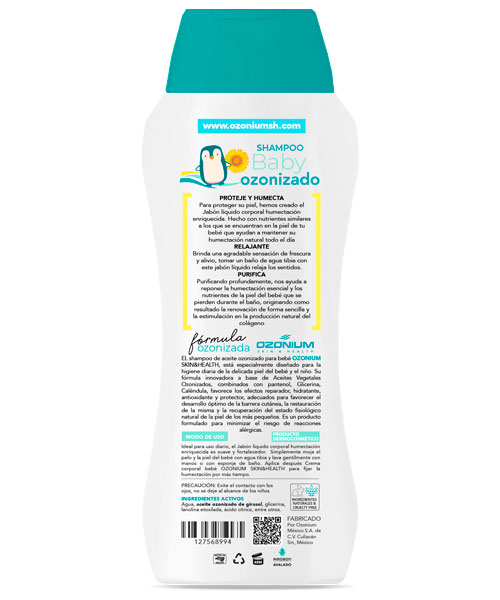 www.ozoniumsh.com
SHAMPOO
Baby
ozonizado
PROTEJE Y HUMECTA
Para proteger su piel, hemos creado el
Jabón líquido corporal humectación
enriquecida. Hecho con nutrientes similares
a los que se encuentran en la piel de tu
bebé que ayudan a mantener su
humectación natural todo el día
RELAJANTE
Brinda una agradable sensación de frescura
y alivio, tomar un baño de agua tibia con
este jabón líquido relaja los sentidos.
PURIFICA
Purificando profundamente, nos ayuda a
reponer la humectación esencial y los
nutrientes de la piel del bebé que se
pierden durante el baño, originando como
resultado la renovación de forma sencilla y
la estimulación en la producción natural del
colágeno
fórmula
ozonizada
OZONIUM
SKIN & HEALTH
EL shampoo de aceite ozonizado para bebé OZONIUM
SKIN&HEALTH, está especialmente diseñado para la
higiene diaria de la delicada piel del bebé y el niño. Su
fórmula innovadora a base de Aceites Vegetales
Ozonizados, combinados con pantenol, Glicerina,
Caléndula, favorece los efectos reparador, hidratante,
antioxidante y protector, adecuados para favorecer el
desarrollo óptimo de la barrera cutánea, la restauración
de la misma y la recuperación del estado fisiológico
natural de la piel de los más pequeños. Es un producto
formulado para minimizar el riesgo de reacciones
alérgicas.
MODO DE USO
PRODUCTO
DERMOCOSMÉTICO
Ideal para uso diario, el Jabón líquido corporal humectación
enriquecida es suave y fortalecedor. Simplemente moja el
pelo y la piel del bebé con agua tibia y lava gentilmente con
manos o con esponja de baño. Aplica después Crema
corporal bebé OZONIUM SKIN&HEALTH para fijar la
humectación por más tiempo.
PRECAUCIÓN: Evite el contacto con los
ojos, no se deje al alcance de los niños
INGREDIENTES ACTIVOS
Agua, aceite ozonizado de girasol, glicerina,
lanolina etoxilada, ácido cítrico, entre otros.
INGREDIENTES
NATURALES &
CRUELTY FREE
127568994
FABRICADO
Por Ozonium
México S.A. de
C.V. Culiacán
Sin, México
AVALADO